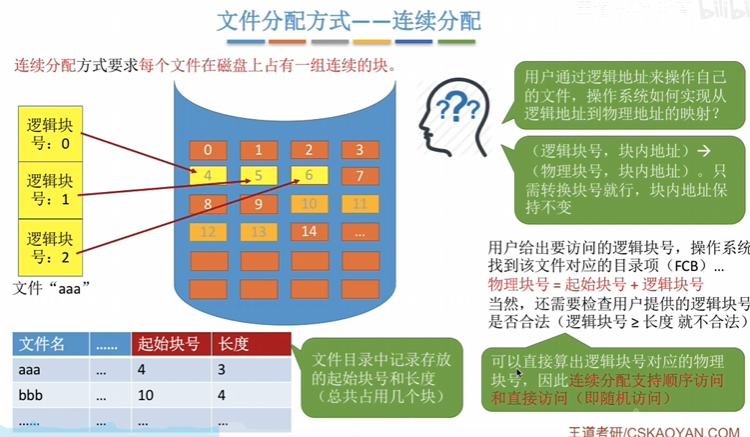 文件分配方式——连续分配
bilibili
连续分配方式要求每个文件在磁盘上占有一组连续的块。
逻辑块
号：0
逻辑块
号：1
逻辑块
号：2
文件“aaa”
0 1 2 3
4 5 6 7
8 9 10 11
12 13 14 ...
???
用户通过逻辑地址来操作自己
的文件，操作系统如何实现从
逻辑地址到物理地址的映射？
（逻辑块号，块内地址）→
（物理块号，块内地址）。只
需转换块号就行，块内地址保
持不变
用户给出要访问的逻辑块号，操作系统
找到该文件对应的目录项（FCB）...
物理块号 = 起始块号 + 逻辑块号
当然，还需要检查用户提供的逻辑块号
是否合法（逻辑块号 ≥ 长度 就不合法）
文件名 …… 起始块号 长度
aaa ... 4 3
bbb ... 10 4
…… ... ... ...
文件目录中记录存放
的起始块号和长度
（总共占用几个块）
可以直接算出逻辑块号对应的物理
块号，因此连续分配支持顺序访问
和直接访问（即随机访问）
王道考研/CSKAOYAN.COM